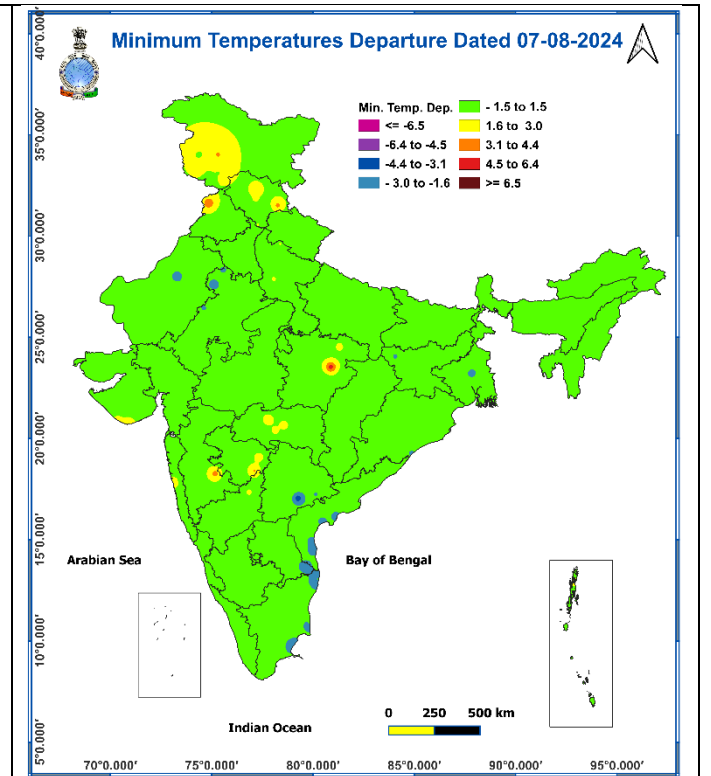 Minimum Temperatures Departure Dated 07-08-2024
Min. Temp. Dep.
<= -6.5
-6.4 to -4.5
-4.4 to -3.1
- 3.0 to -1.6
- 1.5 to 1.5
1.6 to 3.0
3.1 to 4.4
4.5 to 6.4
>= 6.5
40°0.000'
35°0.000'
30°0.000'
25°0.000'
20°0.000'
15°0.000'
10°0.000'
5°0.000'
Arabian Sea
Bay of Bengal
Indian Ocean
0 250 500 km
70°0.000' 75°0.000' 80°0.000' 85°0.000' 90°0.000' 95°0.000'